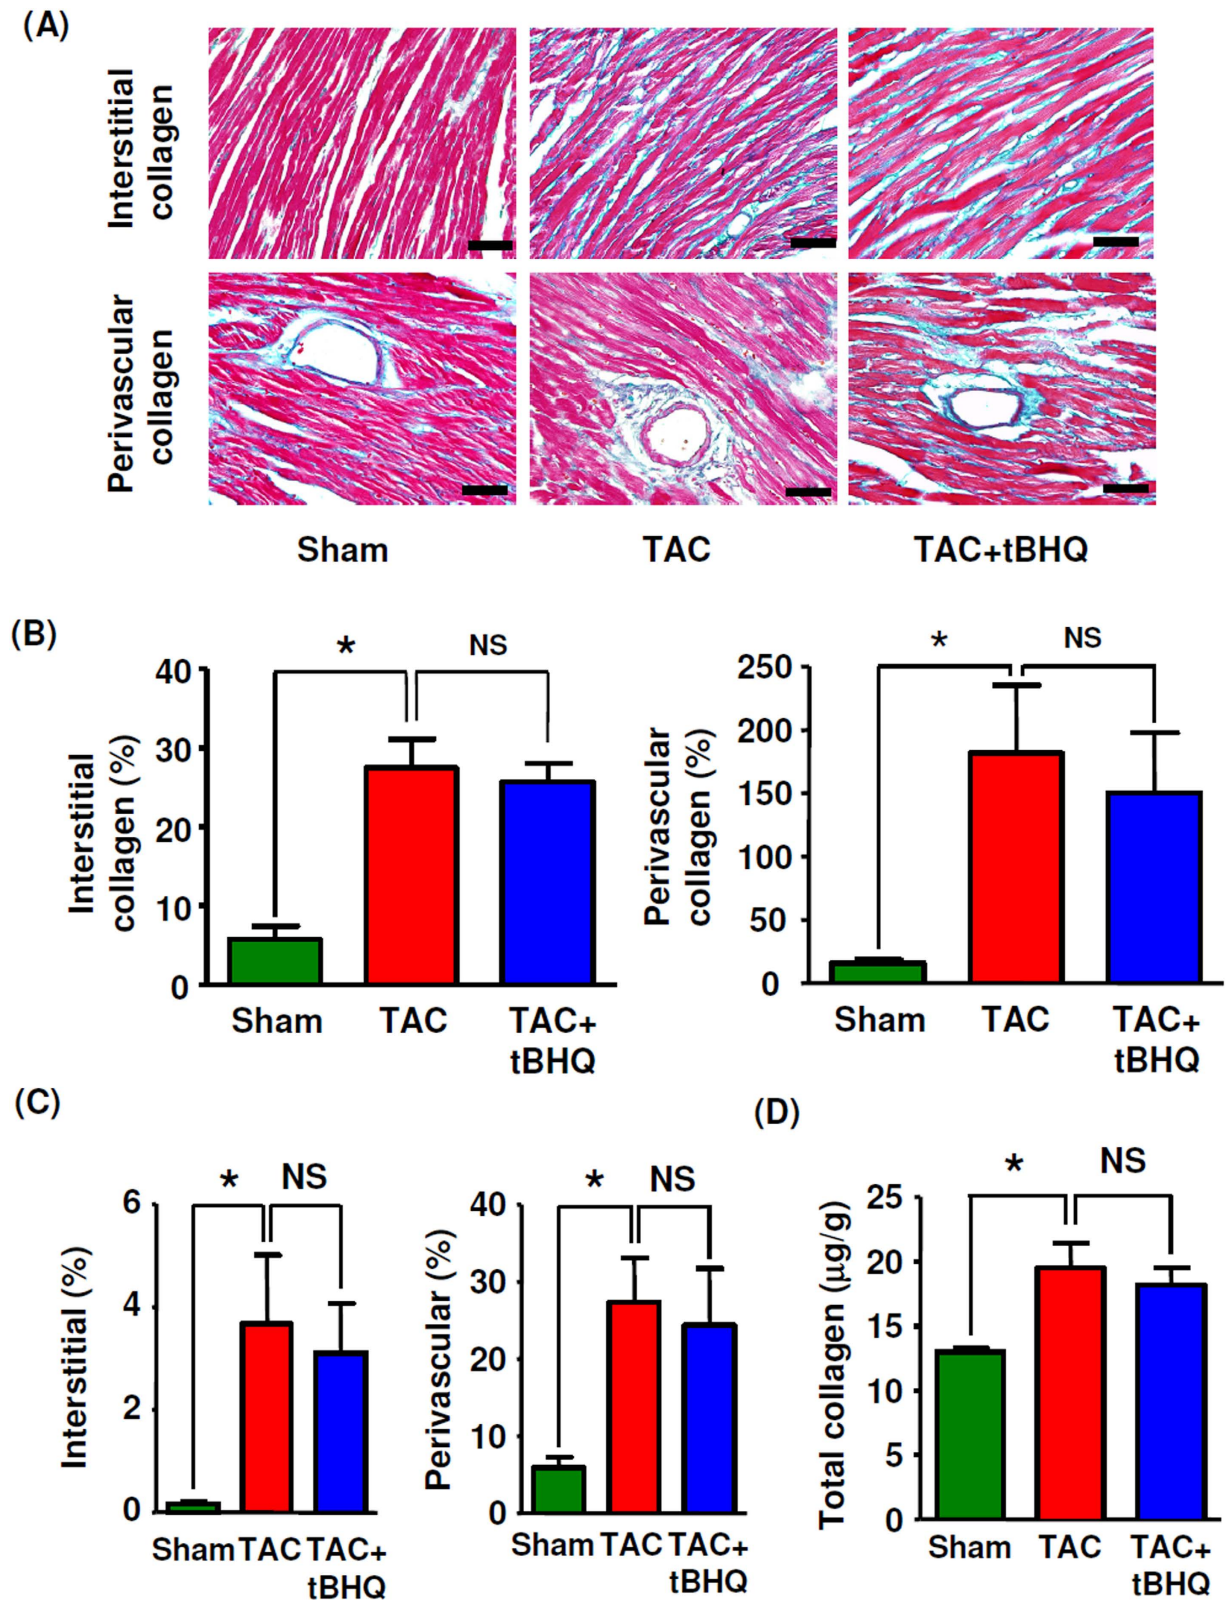 (A)
Interstitial
collagen
Perivascular
collagen
Sham
TAC
TAC+tBHQ
(B)
*
NS
40
30
20
10
0
Interstitial
collagen (%)
Sham
TAC
TAC+
tBHQ
*
NS
250
200
150
100
50
0
Perivascular
collagen (%)
Sham
TAC
TAC+
tBHQ
(C)
*
NS
6
4
2
0
Interstitial (%)
Sham
TAC
TAC+
tBHQ
*
NS
40
30
20
10
0
Perivascular (%)
Sham
TAC
TAC+
tBHQ
(D)
*
NS
25
20
15
10
5
0
Total collagen (µg/g)
Sham
TAC
TAC+
tBHQ